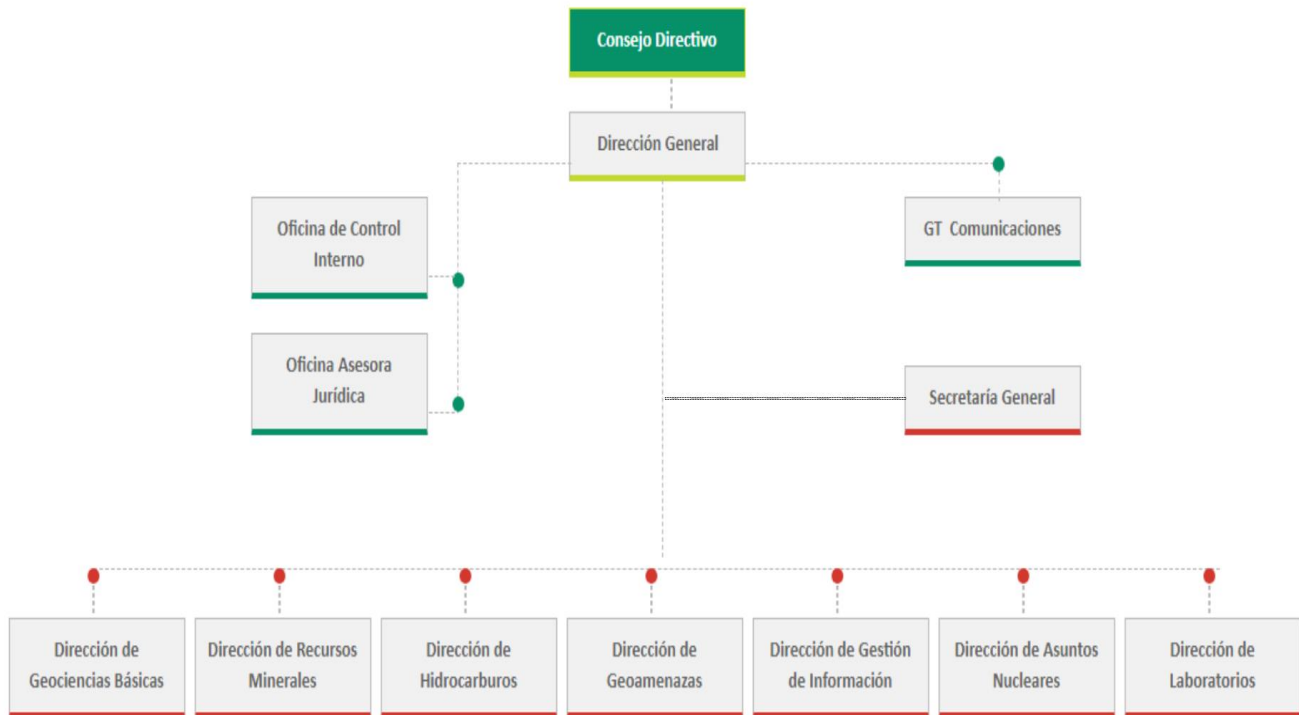 Consejo Directivo
Dirección General
Oficina de Control
Interno
GT Comunicaciones
Oficina Asesora
Jurídica
Secretaría General
Dirección de
Geociencias Básicas
Dirección de Recursos
Minerales
Dirección de
Hidrocarburos
Dirección de
Geoamenazas
Dirección de Gestión
de Información
Dirección de Asuntos
Nucleares
Dirección de
Laboratorios